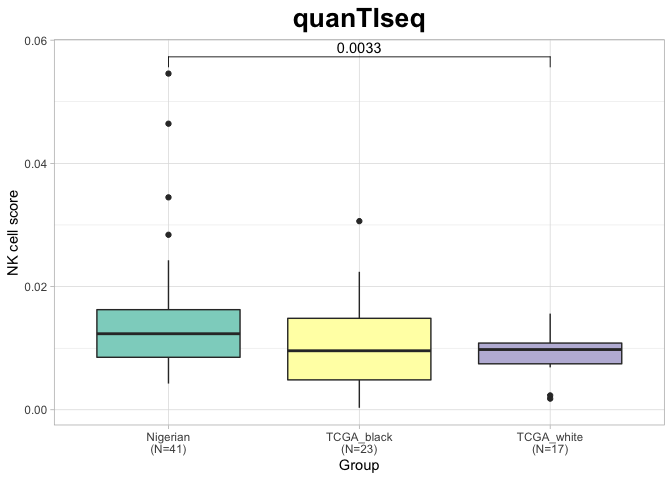 quanTIseq
0.06
0.0033
0.04
NK cell score
0.02
0.00
Nigerian
(N=41)
TCGA_black
(N=23)
TCGA_white
(N=17)
Group